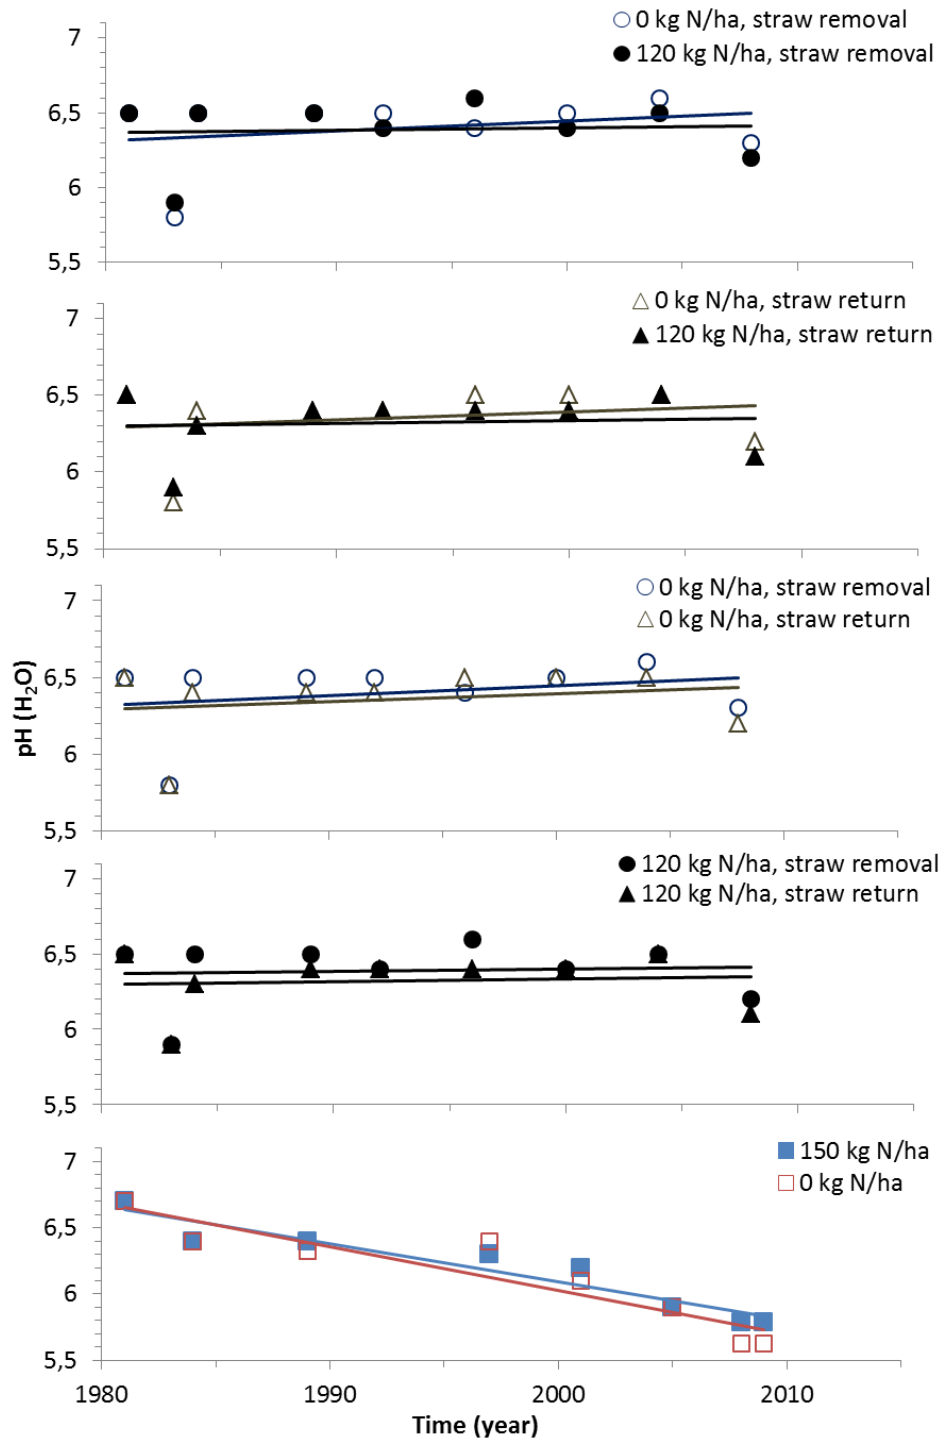 0 kg N/ha, straw removal
120 kg N/ha, straw removal
7
6,5
6
5,5
0 kg N/ha, straw return
120 kg N/ha, straw return
7
6,5
6
5,5
0 kg N/ha, straw removal
0 kg N/ha, straw return
7
6,5
6
5,5
pH (H₂O)
120 kg N/ha, straw removal
120 kg N/ha, straw return
7
6,5
6
5,5
150 kg N/ha
0 kg N/ha
7
6,5
6
5,5
1980 1990 2000 2010
Time (year)